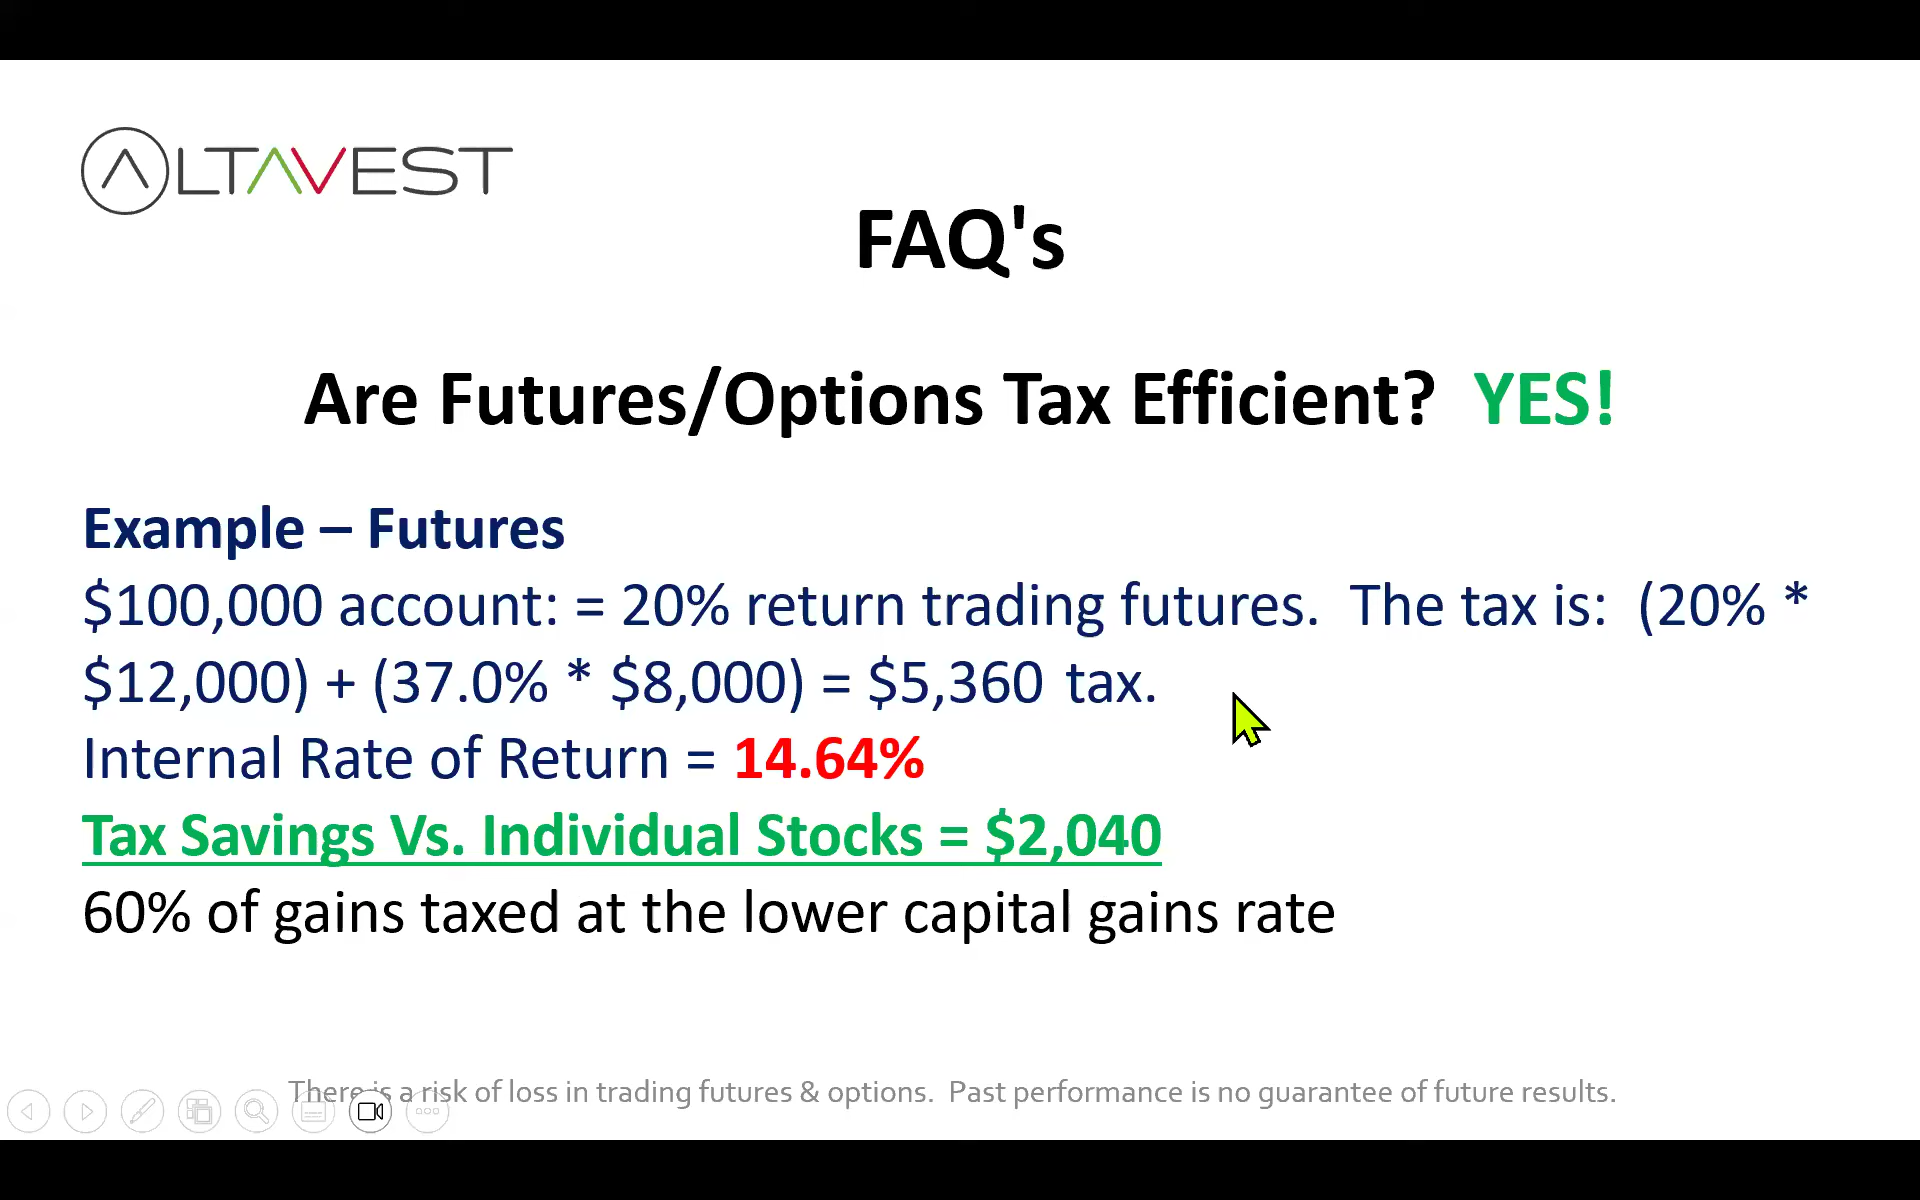 ALTAVEST
FAQ's
Are Futures/Options Tax Efficient? YES!
Example – Futures
$100,000 account: = 20% return trading futures. The tax is: (20% *
$12,000) + (37.0% * $8,000) = $5,360 tax.
Internal Rate of Return = 14.64%
Tax Savings Vs. Individual Stocks = $2,040
60% of gains taxed at the lower capital gains rate
There is a risk of loss in trading futures & options. Past performance is no guarantee of future results.